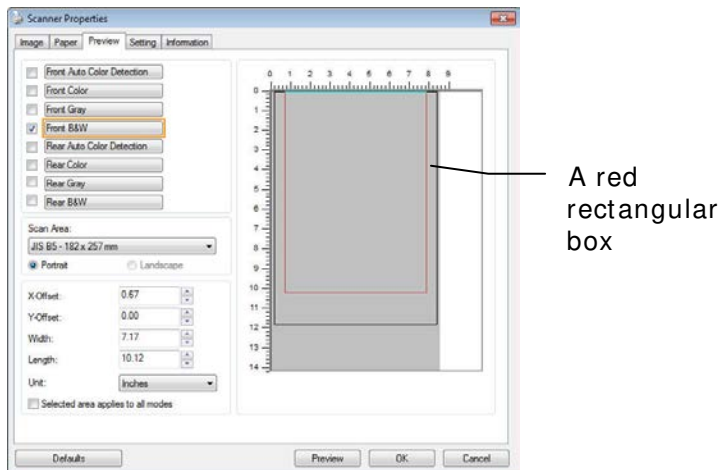 Scanner Properties
Image Paper Preview Setting Information
Front Auto Color Detection
Front Color
Front Gray
Front B&W
Rear Auto Color Detection
Rear Color
Rear Gray
Rear B&W
Scan Area:
JIS B5 - 182 x 257 mm
Portrait Landscape
X-Offset: 0.67
Y-Offset: 0.00
Width: 7.17
Length: 10.12
Unit: Inches
Selected area applies to all modes
0 1 2 3 4 5 6 7 8 9
0
1
2
3
4
5
6
7
8
9
10
11
12
13
14
A red
rectangular
box
Defaults Preview OK Cancel